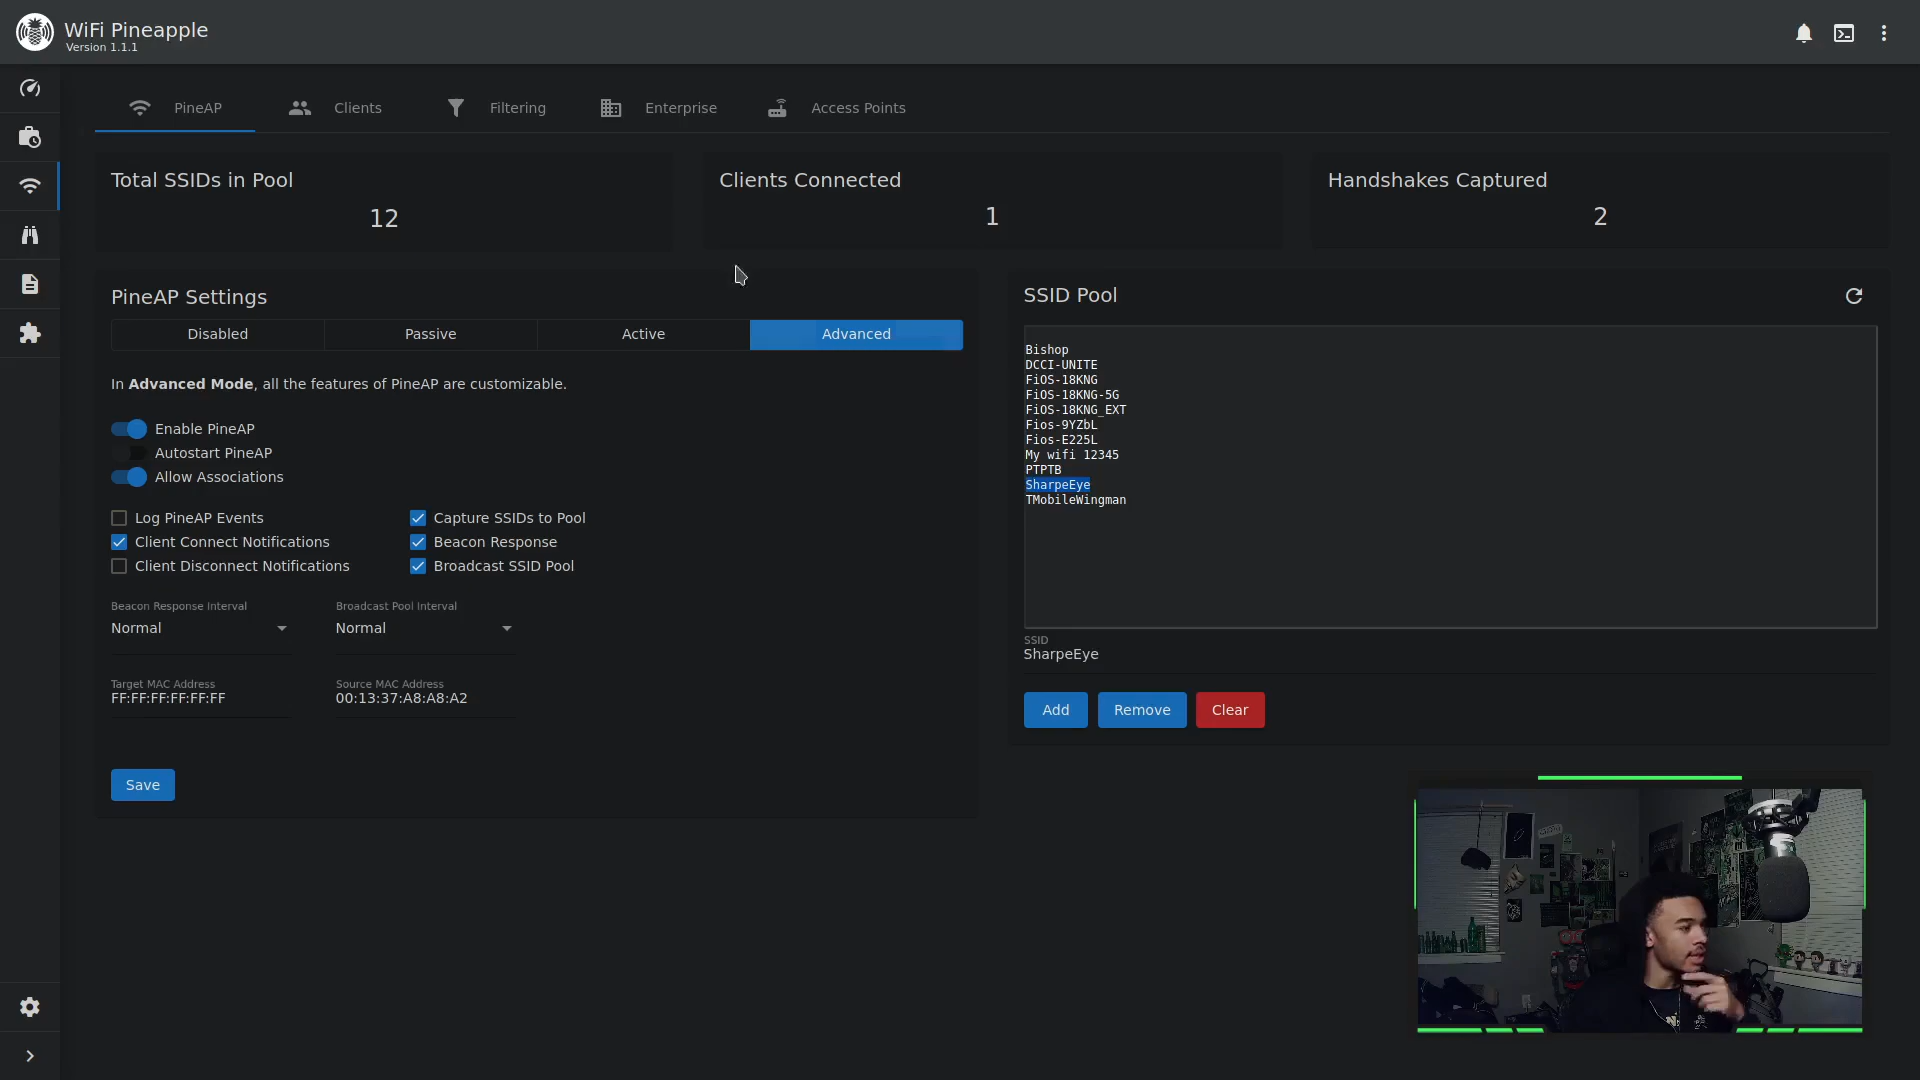 WiFi Pineapple
Version 1.1.1
PineAP
Clients
Filtering
Enterprise
Access Points
Total SSIDs in Pool
12
Clients Connected
1
Handshakes Captured
2
PineAP Settings
Disabled
Passive
Active
Advanced
In Advanced Mode, all the features of PineAP are customizable.
Enable PineAP
Autostart PineAP
Allow Associations
Log PineAP Events
Capture SSIDs to Pool
Client Connect Notifications
Beacon Response
Client Disconnect Notifications
Broadcast SSID Pool
Beacon Response Interval
Normal
Broadcast Pool Interval
Normal
Target MAC Address
FF:FF:FF:FF:FF:FF
Source MAC Address
00:13:37:A8:A8:A2
Save
SSID Pool
Bishop
DCCI-UNITE
FiOS-18KNG
FiOS-18KNG-5G
FiOS-18KNG_EXT
Fios-9YZbL
Fios-E225L
My wifi 12345
PTPTB
SharpeEye
TMobileWingman
SSID
SharpeEye
Add
Remove
Clear